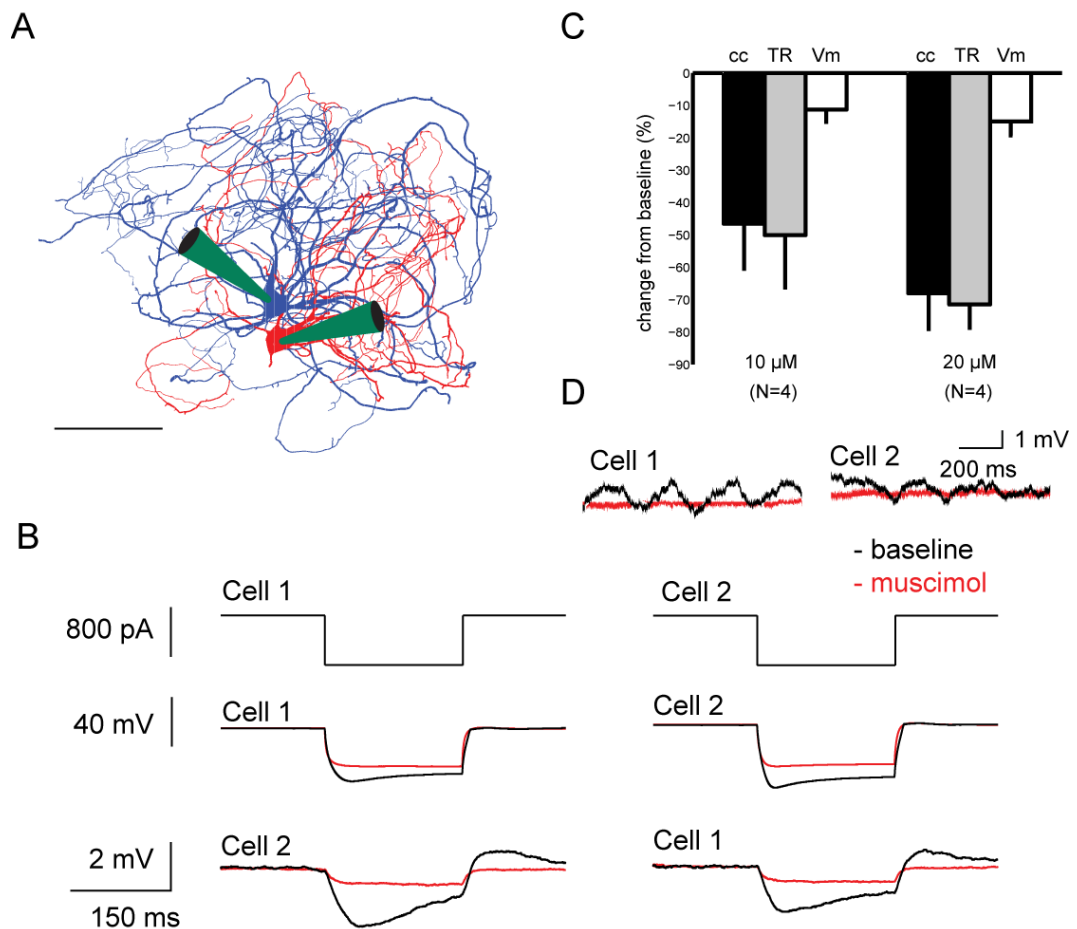 A
C
cc TR Vm cc TR Vm
change from baseline (%)
0
−10
−20
−30
−40
−50
−60
−70
−80
−90
10 µM 20 µM
(N=4) (N=4)
D
1 mV
200 ms
Cell 1 Cell 2
- baseline
- muscimol
B
Cell 1 Cell 2
800 pA
Cell 1 Cell 2
40 mV
Cell 2 Cell 1
2 mV
150 ms